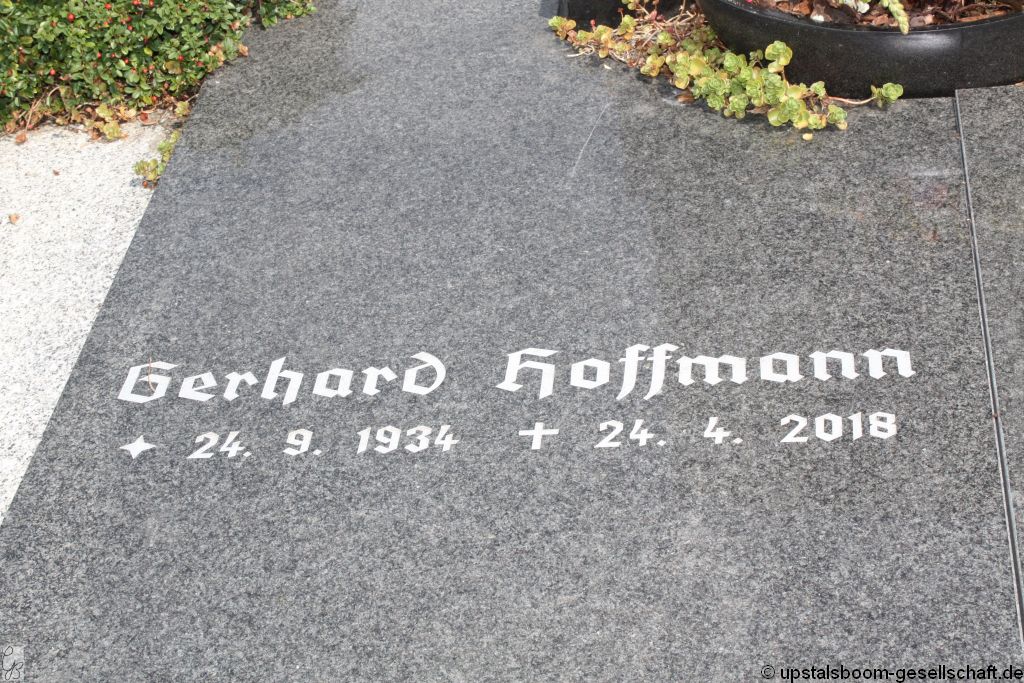 Gerhard Hoffmann
✦ 24. 9. 1934 ✝ 24. 4. 2018
© upstalsboom-gesellschaft.de